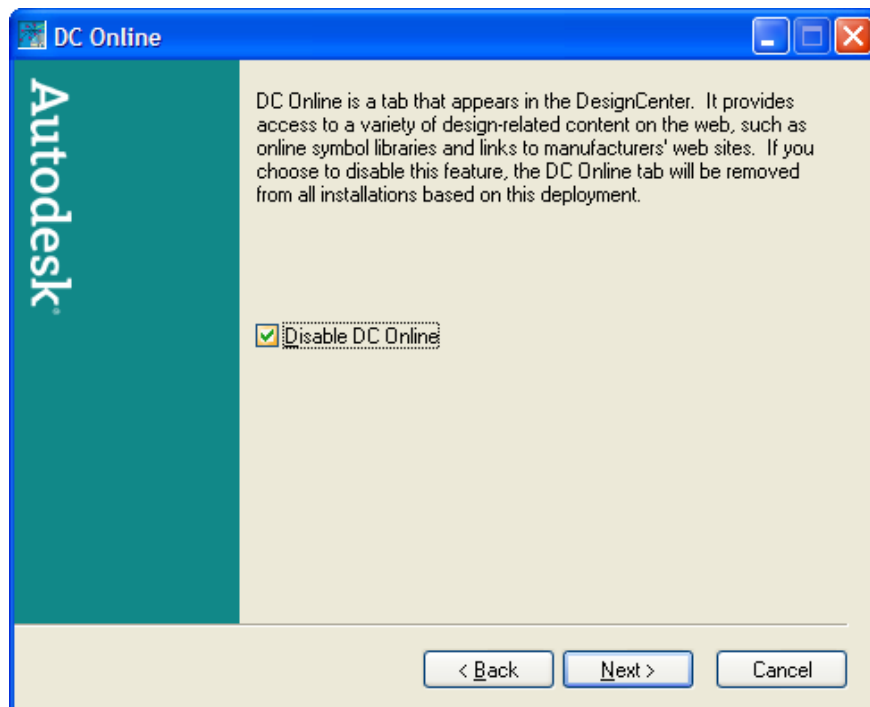 DC Online
Autodesk®
DC Online is a tab that appears in the DesignCenter.  It provides
access to a variety of design-related content on the web, such as
online symbol libraries and links to manufacturers' web sites.  If you
choose to disable this feature, the DC Online tab will be removed
from all installations based on this deployment.
Disable DC Online
< Back
Next >
Cancel